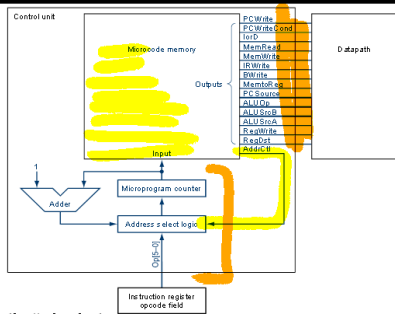 Control unit
Microcode memory
Outputs
Input
PCWrite
PCWriteCond
IorD
MemRead
MemWrite
IRWrite
BWrite
MemtoReg
PCSource
ALUOp
ALUSrcB
ALUSrcA
RegWrite
RegDst
AddrCtl
Datapath
1
Microprogram counter
Adder
Address select logic
Op[5–0]
Instruction register
opcode field